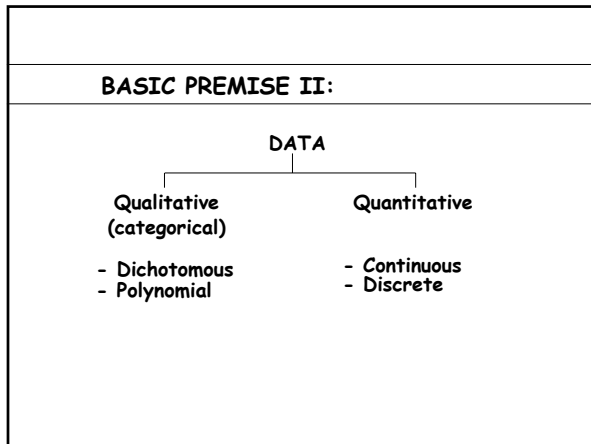 BASIC PREMISE II:
DATA
Qualitative
(categorical)
- Dichotomous
- Polynomial
Quantitative
- Continuous
- Discrete